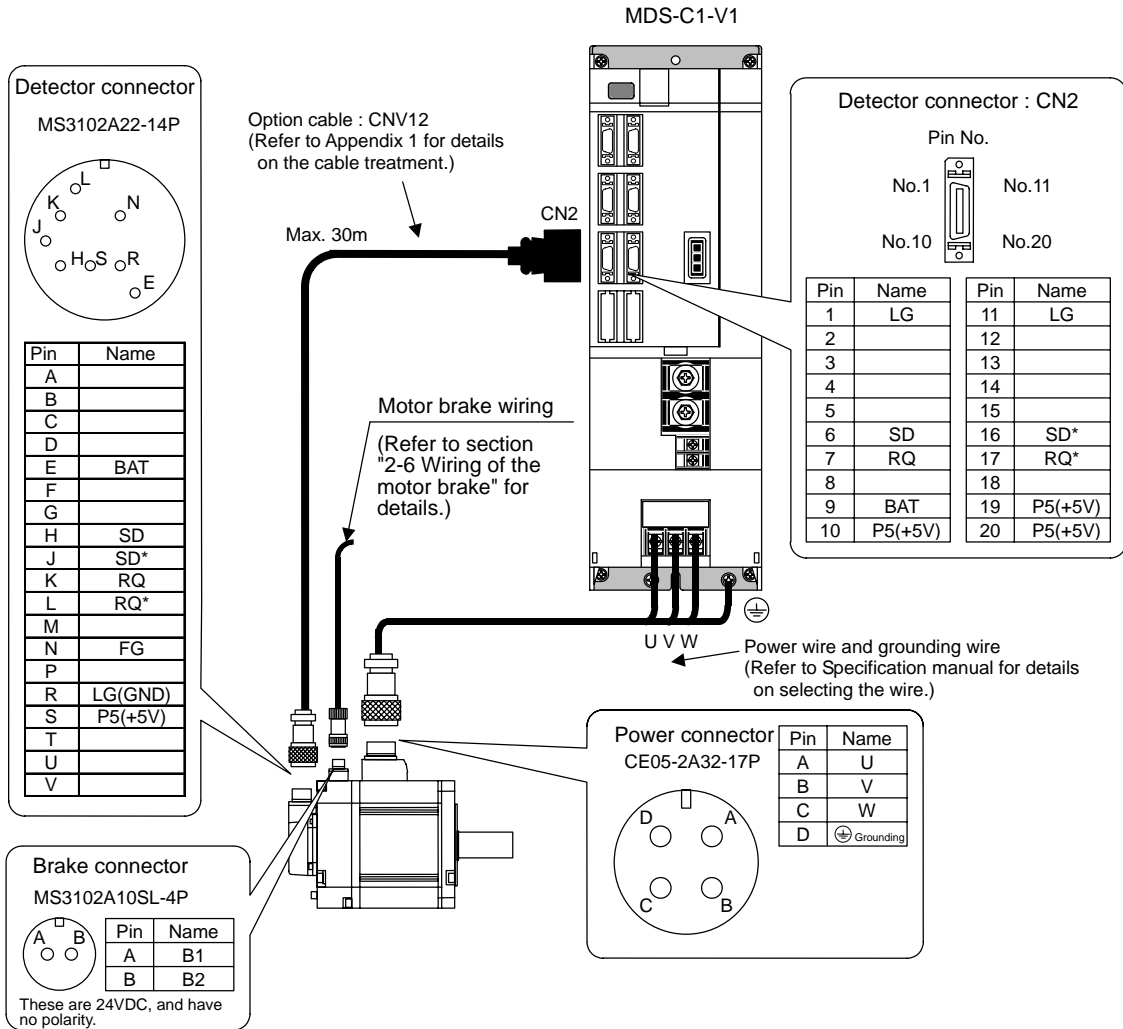 MDS-C1-V1
Detector connector
MS3102A22-14P
L
K
N
J
H
S
R
E
Pin Name
A
B
C
D
E BAT
F
G
H SD
J SD*
K RQ
L RQ*
M
N FG
P
R LG(GND)
S P5(+5V)
T
U
V
Option cable : CNV12
(Refer to Appendix 1 for details
on the cable treatment.)
Max. 30m
CN2
Motor brake wiring
(Refer to section
"2-6 Wiring of the
motor brake" for
details.)
Detector connector : CN2
Pin No.
No.1 No.11
No.10 No.20
Pin Name Pin Name
1 LG 11 LG
2 12
3 13
4 14
5 15
6 SD 16 SD*
7 RQ 17 RQ*
8 18
9 BAT 19 P5(+5V)
10 P5(+5V) 20 P5(+5V)
U V W
Power wire and grounding wire
(Refer to Specification manual for details
on selecting the wire.)
Power connector
CE05-2A32-17P
D A
C B
Pin Name
A U
B V
C W
D Grounding
Brake connector
MS3102A10SL-4P
A B
Pin Name
A B1
B B2
These are 24VDC, and have
no polarity.